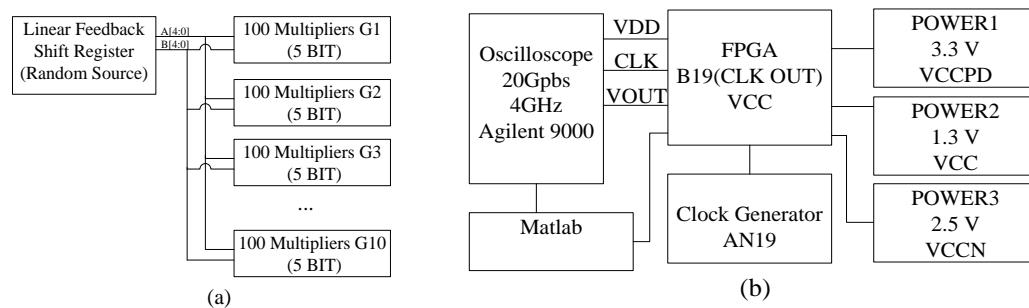 Linear Feedback
Shift Register
(Random Source)
A[4:0]
B[4:0]
100 Multipliers G1
(5 BIT)
100 Multipliers G2
(5 BIT)
100 Multipliers G3
(5 BIT)
...
100 Multipliers G10
(5 BIT)
(a)
Oscilloscope
20Gpbs
4GHz
Agilent 9000
VDD
CLK
VOUT
FPGA
B19(CLK OUT)
VCC
POWER1
3.3 V
VCCPD
POWER2
1.3 V
VCC
POWER3
2.5 V
VCCN
Matlab
Clock Generator
AN19
(b)